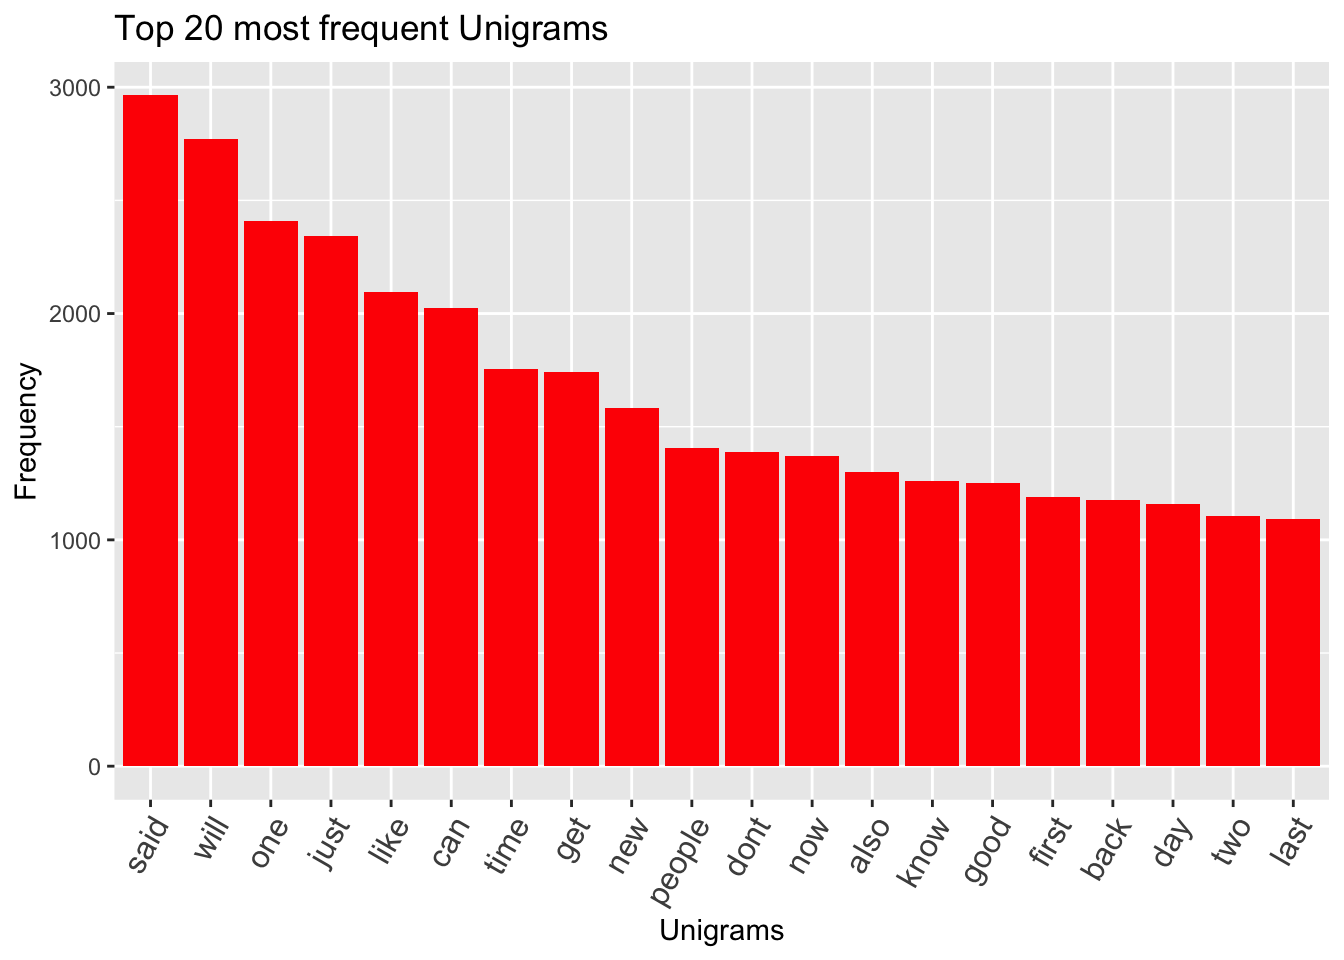 Top 20 most frequent Unigrams
3000
2000
1000
0
Frequency
said
will
one
just
like
can
time
get
new
people
dont
now
also
know
good
first
back
day
two
last
Unigrams